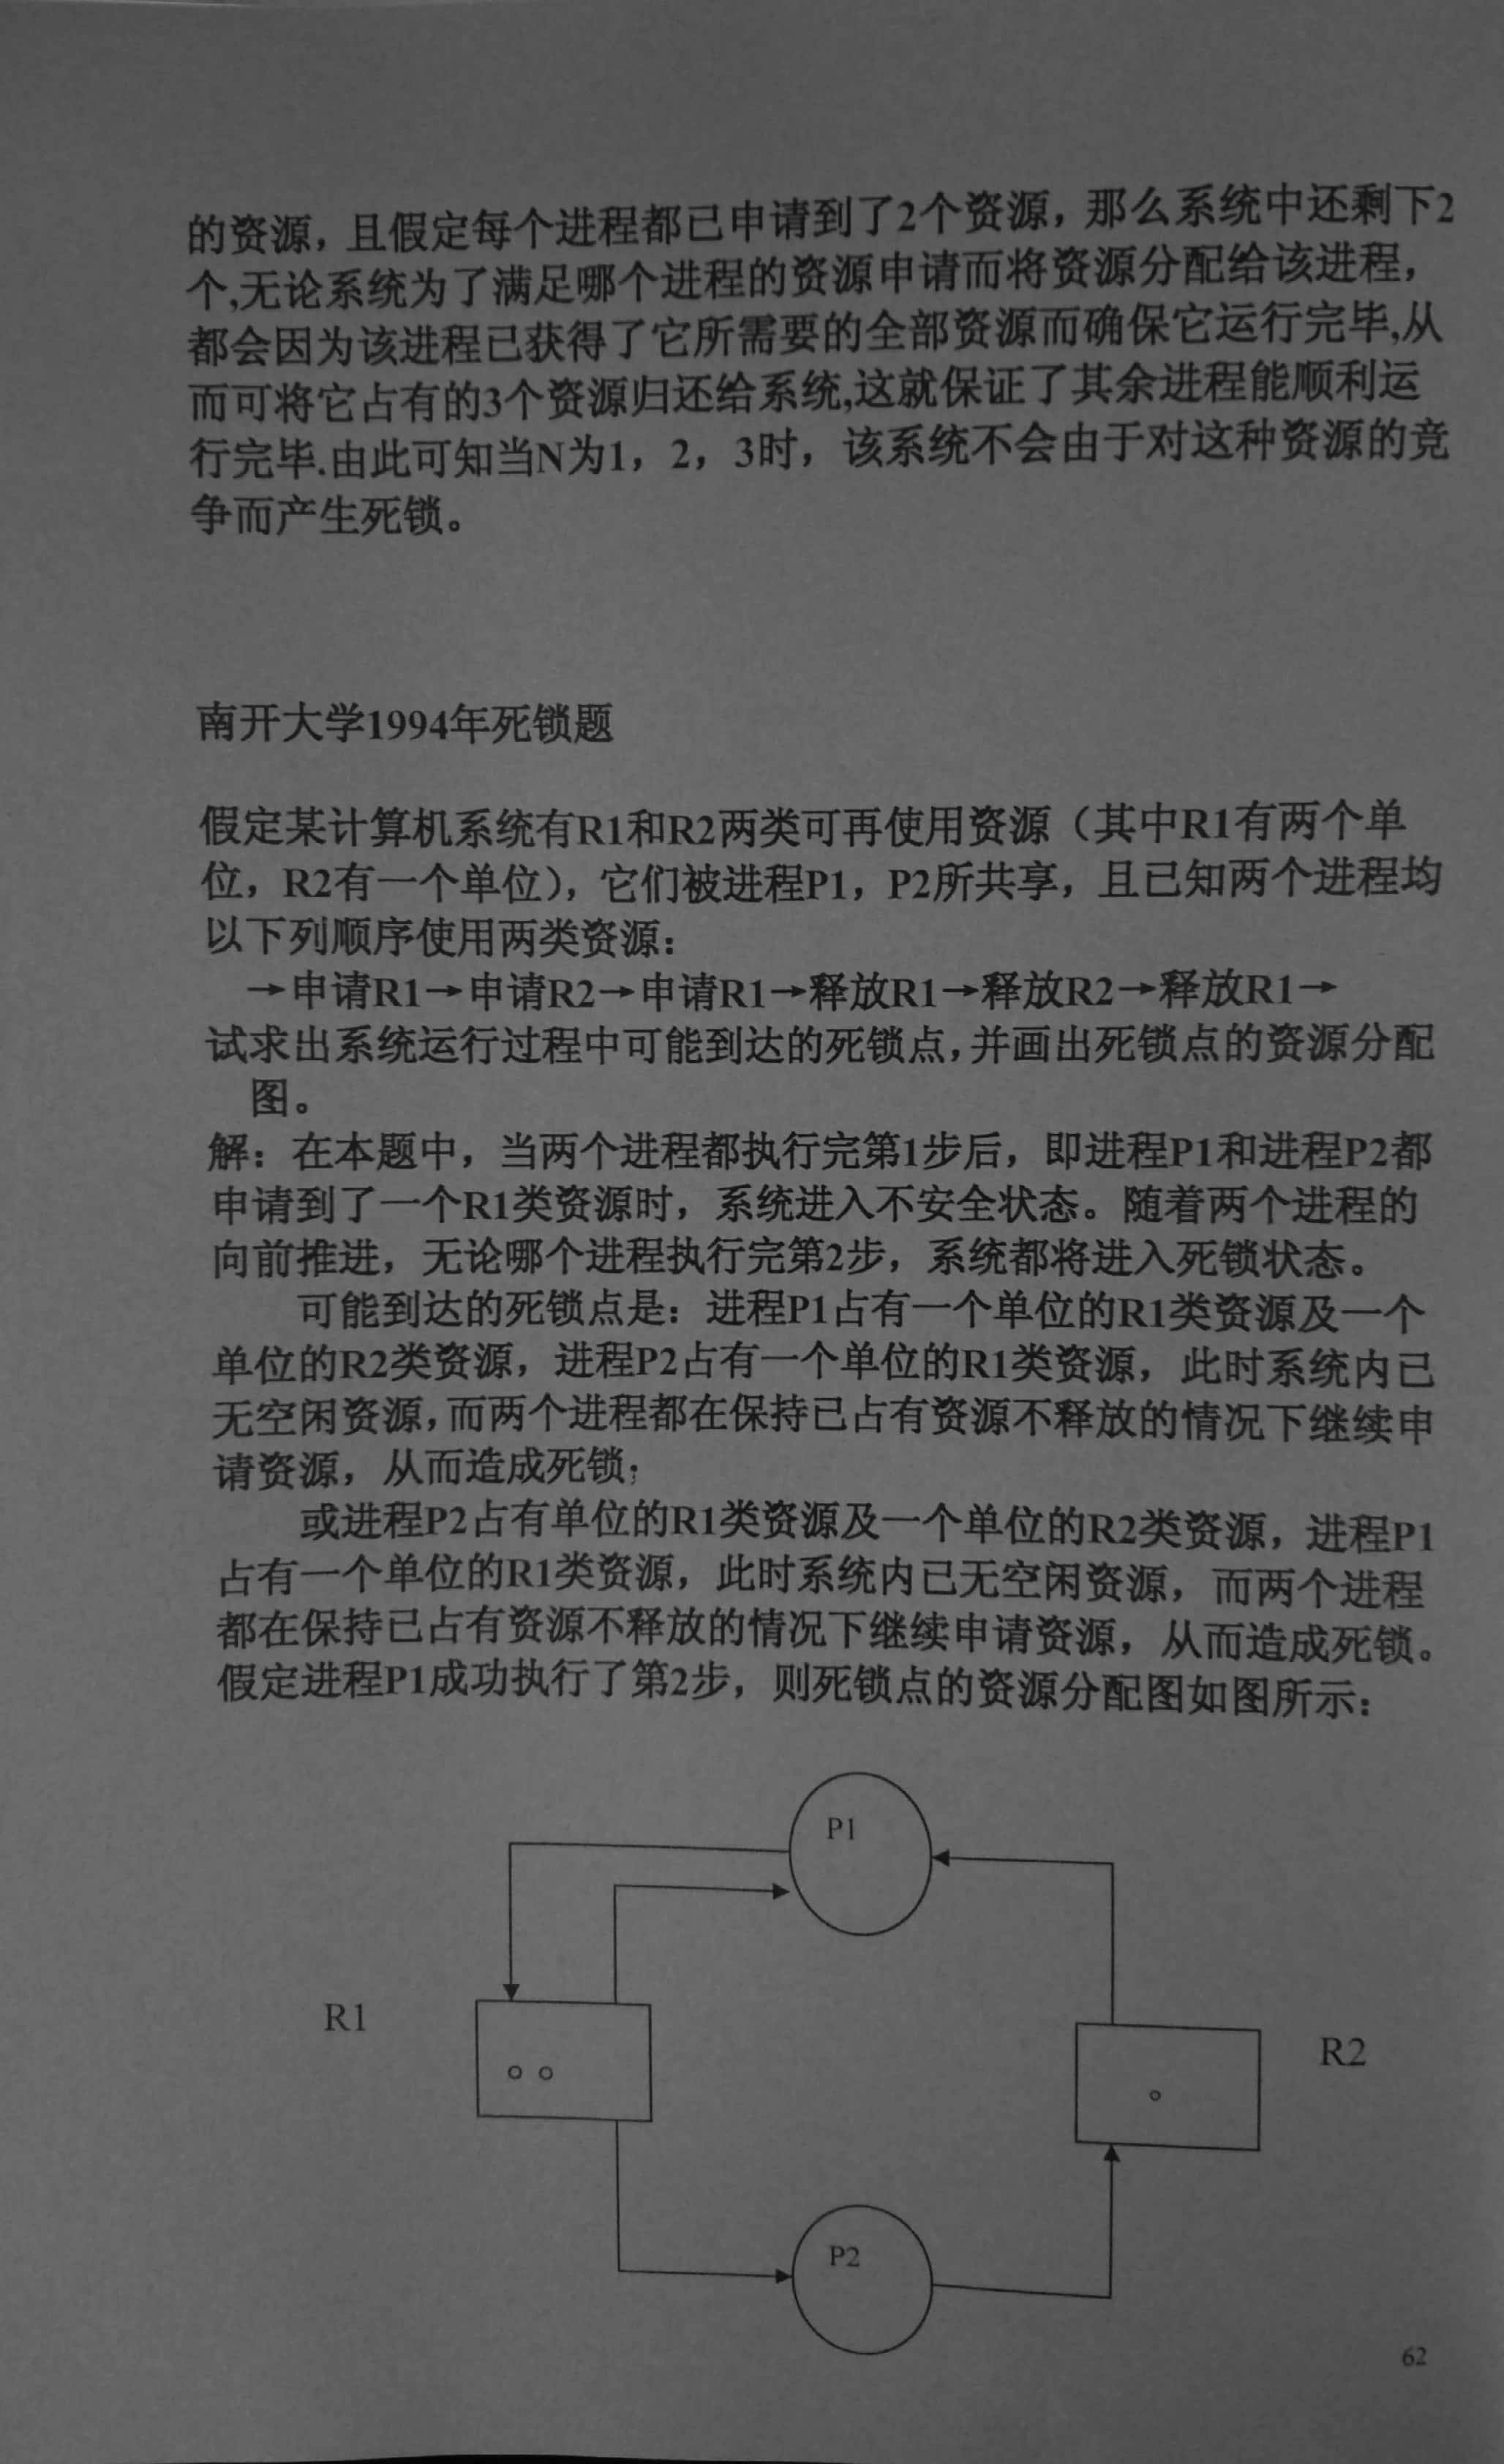 的资源，且假定每个进程都已申请到了2个资源，那么系统中还剩下2
个,无论系统为了满足哪个进程的资源申请而将资源分配给该进程，
都会因为该进程已获得了它所需要的全部资源而确保它运行完毕,从
而可将它占有的3个资源归还给系统,这就保证了其余进程能顺利运
行完毕.由此可知当N为1，2，3时，该系统不会由于对这种资源的竞
争而产生死锁。
南开大学1994年死锁题
假定某计算机系统有R1和R2两类可再使用资源（其中R1有两个单
位，R2有一个单位），它们被进程P1，P2所共享，且已知两个进程均
以下列顺序使用两类资源：
→申请R1→申请R2→申请R1→释放R1→释放R2→释放R1→
试求出系统运行过程中可能到达的死锁点，并画出死锁点的资源分配
图。
解：在本题中，当两个进程都执行完第1步后，即进程P1和进程P2都
申请到了一个R1类资源时，系统进入不安全状态。随着两个进程的
向前推进，无论哪个进程执行完第2步，系统都将进入死锁状态。
可能到达的死锁点是：进程P1占有一个单位的R1类资源及一个
单位的R2类资源，进程P2占有一个单位的R1类资源，此时系统内已
无空闲资源，而两个进程都在保持已占有资源不释放的情况下继续申
请资源，从而造成死锁；
或进程P2占有单位的R1类资源及一个单位的R2类资源，进程P1
占有一个单位的R1类资源，此时系统内已无空闲资源，而两个进程
都在保持已占有资源不释放的情况下继续申请资源，从而造成死锁。
假定进程P1成功执行了第2步，则死锁点的资源分配图如图所示：
P1
R1
R2
P2
62